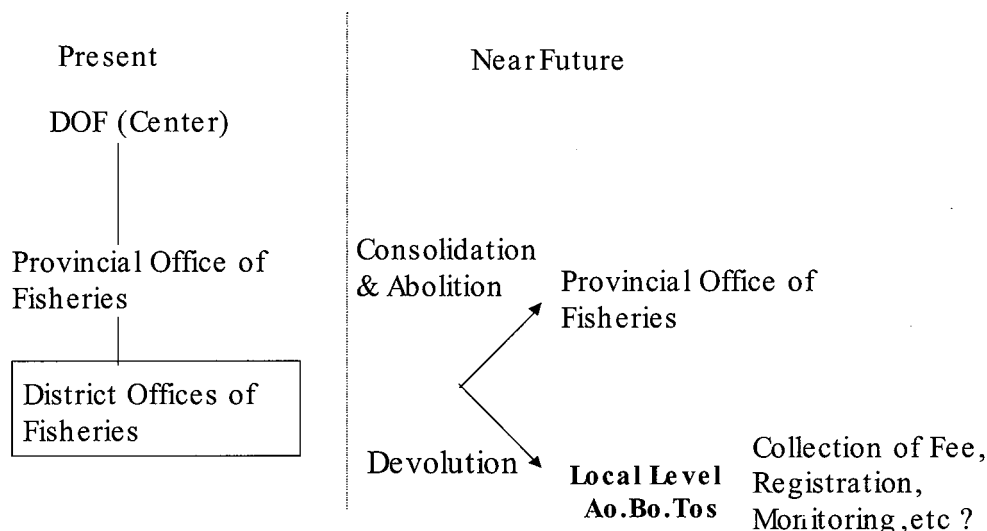 Present
DOF (Center)
Provincial Office of
Fisheries
District Offices of
Fisheries
Near Future
Consolidation
& Abolition
Provincial Office of
Fisheries
Devolution
Local Level
Ao.Bo.Tos
Collection of Fee,
Registration,
Monitoring ,etc ?